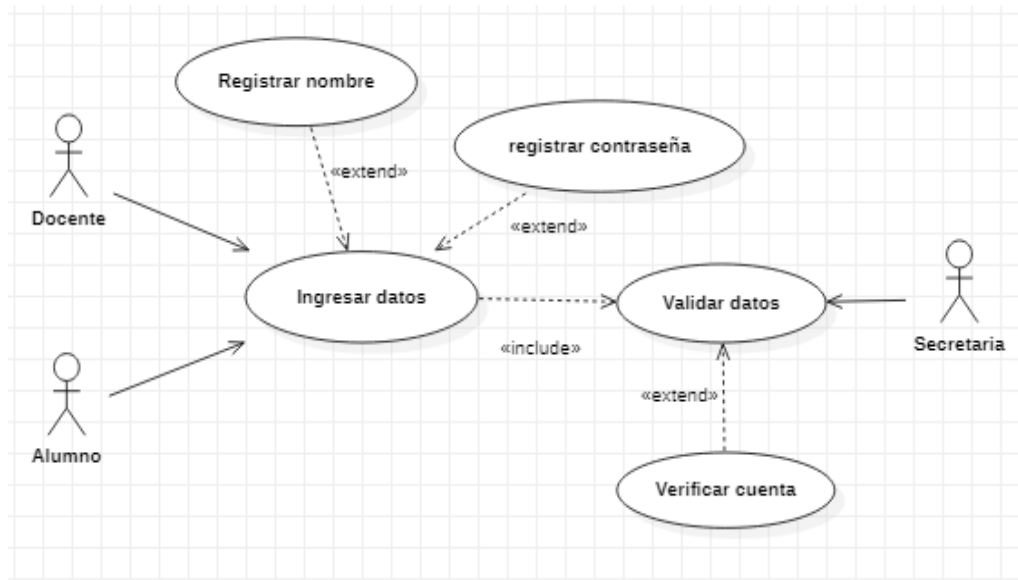 Registrar nombre
registrar contraseña
«extend»
Docente
«extend»
Ingresar datos
Validar datos
Secretaria
«include»
«extend»
Alumno
Verificar cuenta